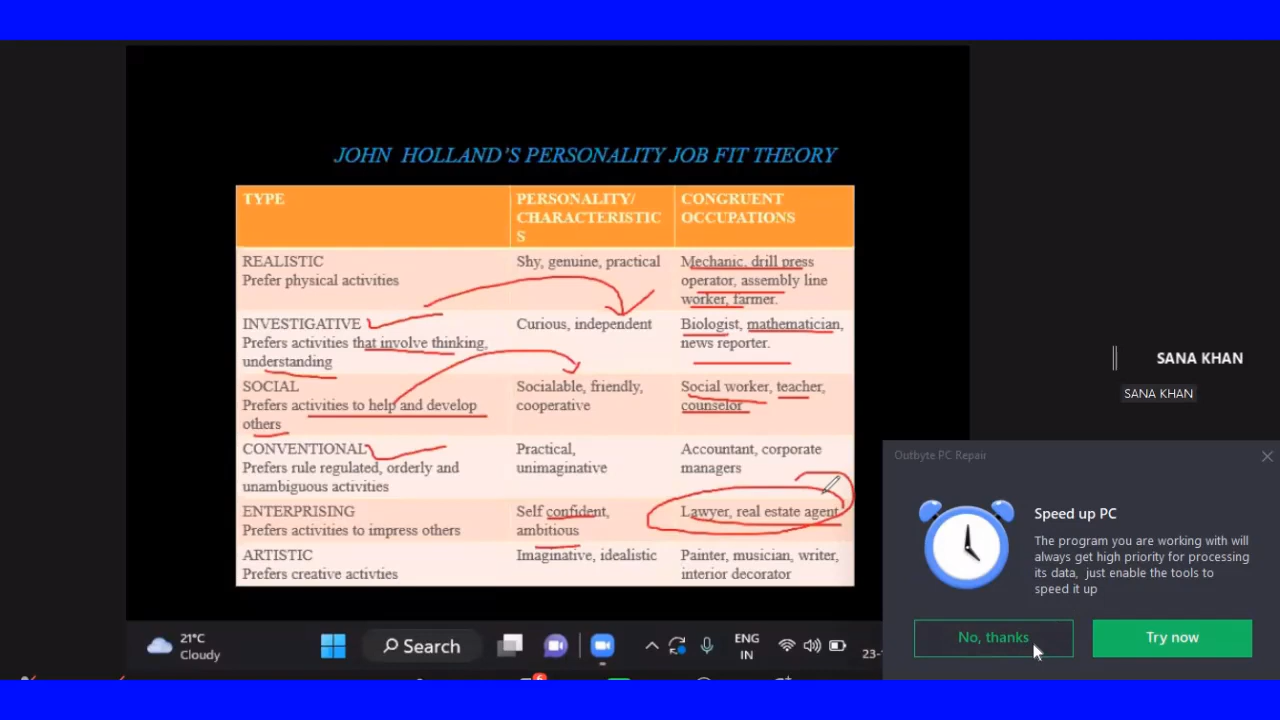 JOHN HOLLAND'S PERSONALITY JOB FIT THEORY
TYPE
PERSONALITY/
CHARACTERISTIC
S
CONGRUENT
OCCUPATIONS
REALISTIC
Prefer physical activities
Shy, genuine, practical
Mechanic, drill press
operator, assembly line
worker, farmer.
INVESTIGATIVE
Prefers activities that involve thinking,
understanding
Curious, independent
Biologist, mathematician,
news reporter.
SOCIAL
Prefers activities to help and develop
others
Socialable, friendly,
cooperative
Social worker, teacher,
counselor
CONVENTIONAL
Prefers rule regulated, orderly and
unambiguous activities
Practical,
unimaginative
Accountant, corporate
managers
ENTERPRISING
Prefers activities to impress others
Self confident,
ambitious
Lawyer, real estate agent
ARTISTIC
Prefers creative activties
Imaginative, idealistic
Painter, musician, writer,
interior decorator
SANA KHAN
SANA KHAN
Outbyte PC Repair
Speed up PC
The program you are working with will
always get high priority for processing
its data, just enable the tools to
speed it up
No, thanks
Try now
21°C
Cloudy
Search
ENG
IN
23-
6